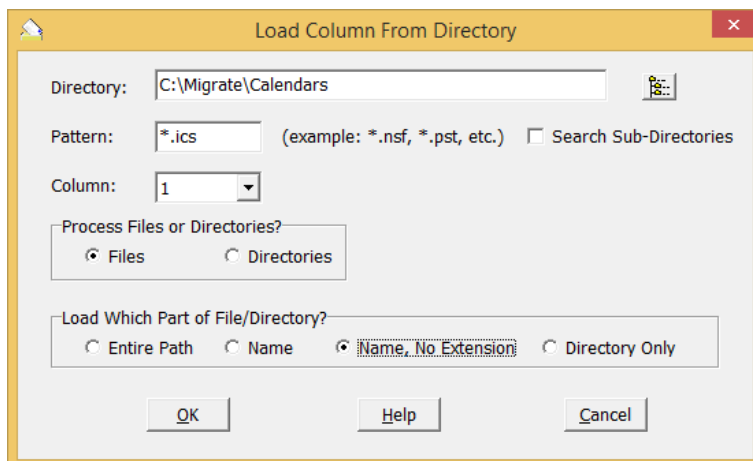 Load Column From Directory
Directory: C:\Migrate\Calendars
Pattern: *.ics (example: *.nsf, *.pst, etc.) Search Sub-Directories
Column: 1
Process Files or Directories?
Files Directories
Load Which Part of File/Directory?
Entire Path Name Name, No Extension Directory Only
OK Help Cancel